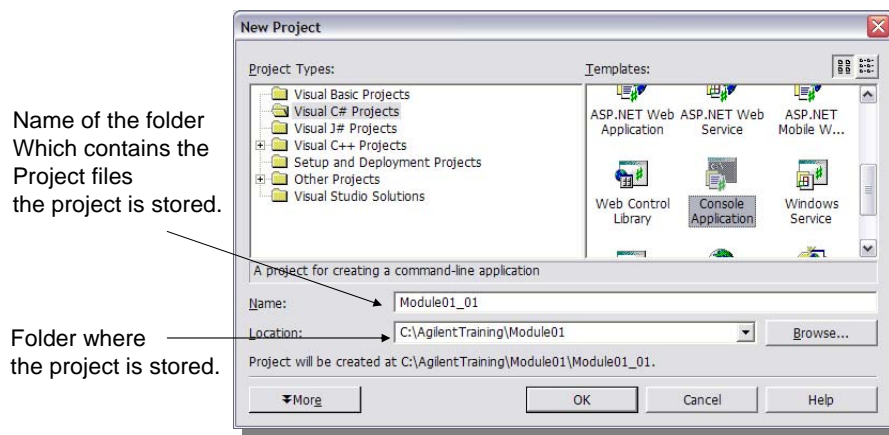 New Project
Project Types:
Templates:
Visual Basic Projects
Visual C# Projects
Visual J# Projects
Visual C++ Projects
Setup and Deployment Projects
Other Projects
Visual Studio Solutions
ASP.NET Web Application
ASP.NET Web Service
ASP.NET Mobile W...
Web Control Library
Console Application
Windows Service
Name of the folder
Which contains the
Project files
the project is stored.
A project for creating a command-line application
Name:
Module01_01
Folder where
the project is stored.
Location:
C:\AgilentTraining\Module01
Browse...
Project will be created at C:\AgilentTraining\Module01\Module01_01.
More
OK
Cancel
Help